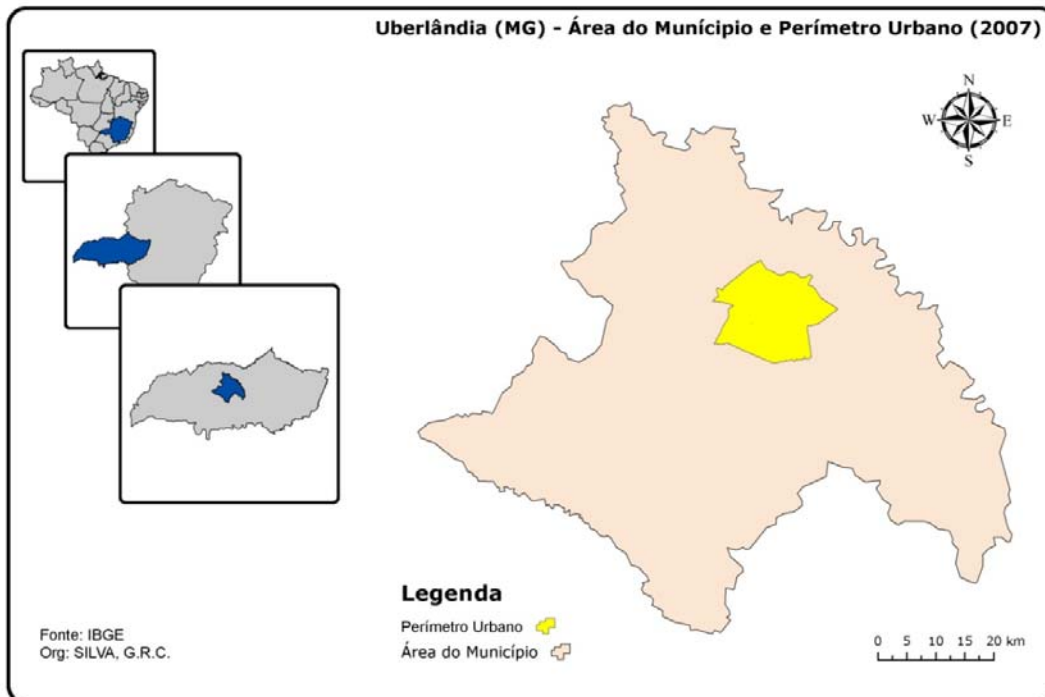 Uberlândia (MG) - Área do Munícipio e Perímetro Urbano (2007)
N
W E
S
Legenda
Perímetro Urbano
Área do Município
Fonte: IBGE
Org: SILVA, G.R.C.
0 5 10 15 20 km